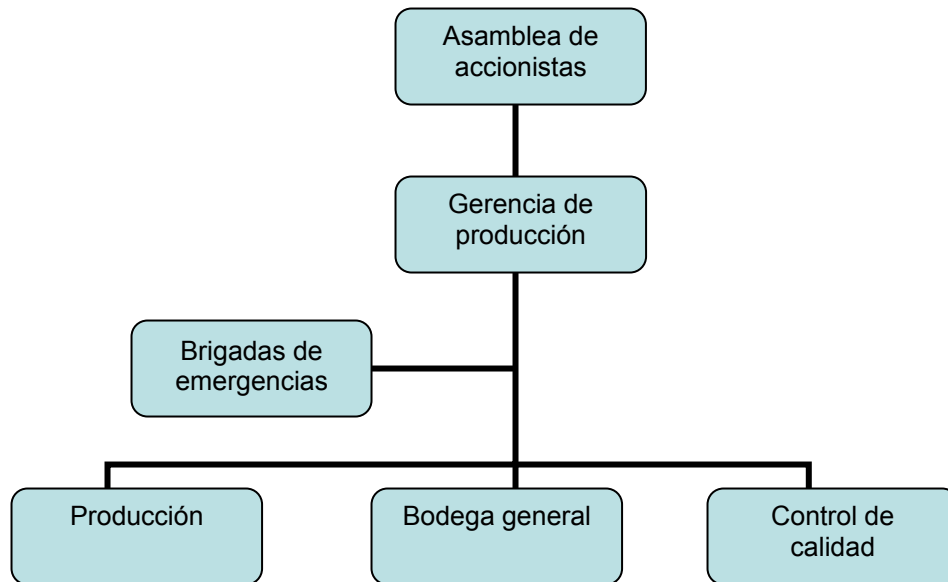 Asamblea de
accionistas
Gerencia de
producción
Brigadas de
emergencias
Producción
Bodega general
Control de
calidad